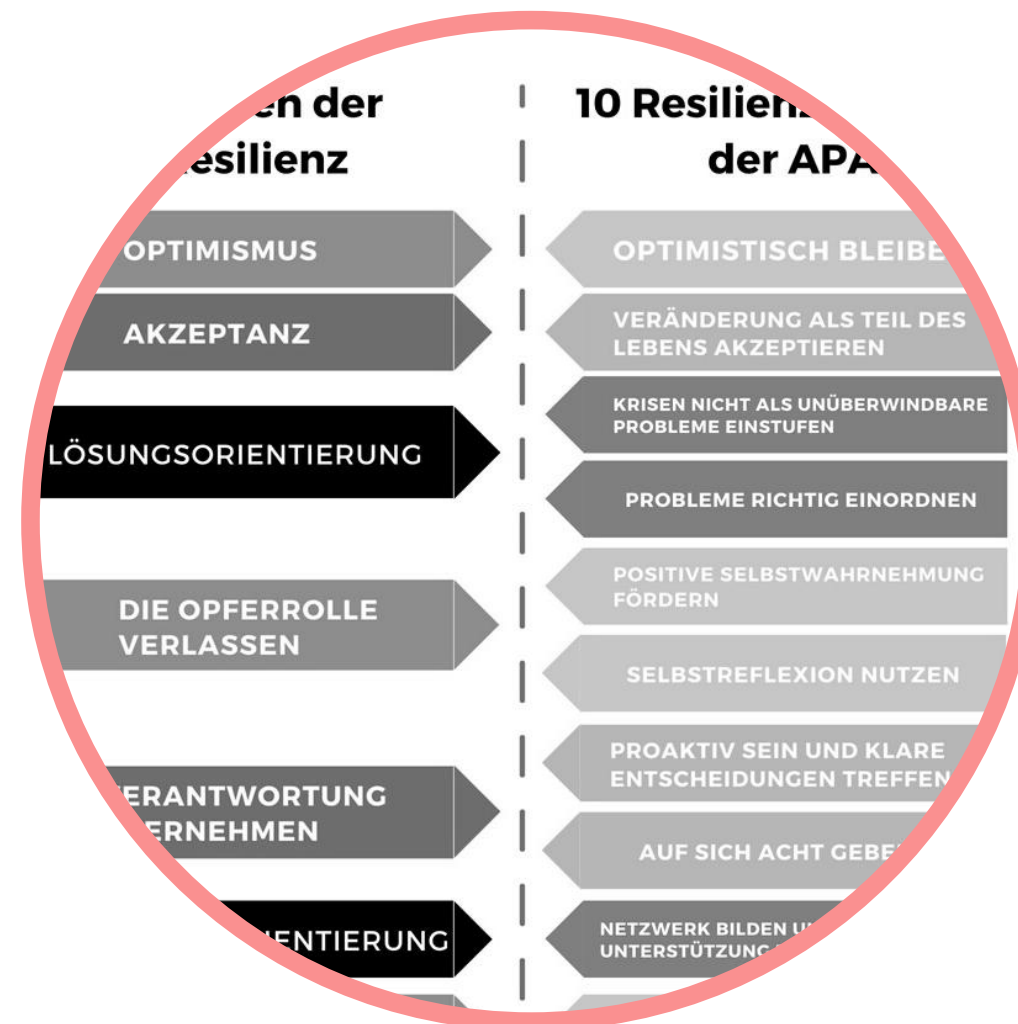 en der
esilienz
OPTIMISMUS
AKZEPTANZ
LÖSUNGSORIENTIERUNG
DIE OPFERROLLE
VERLASSEN
ERANTWORTUNG
ERNEHMEN
ENTIERUNG
10 Resilienz
der APA
OPTIMISTISCH BLEIBE
VERÄNDERUNG ALS TEIL DES
LEBENS AKZEPTIEREN
KRISEN NICHT ALS UNÜBERWINDBARE
PROBLEME EINSTUFEN
PROBLEME RICHTIG EINORDNEN
POSITIVE SELBSTWAHRNEHMUNG
FÖRDERN
SELBSTREFLEXION NUTZEN
PROAKTIV SEIN UND KLARE
ENTSCHEIDUNGEN TREFFEN
AUF SICH ACHT GEBE
NETZWERK BILDEN U
UNTERSTÜTZUNG